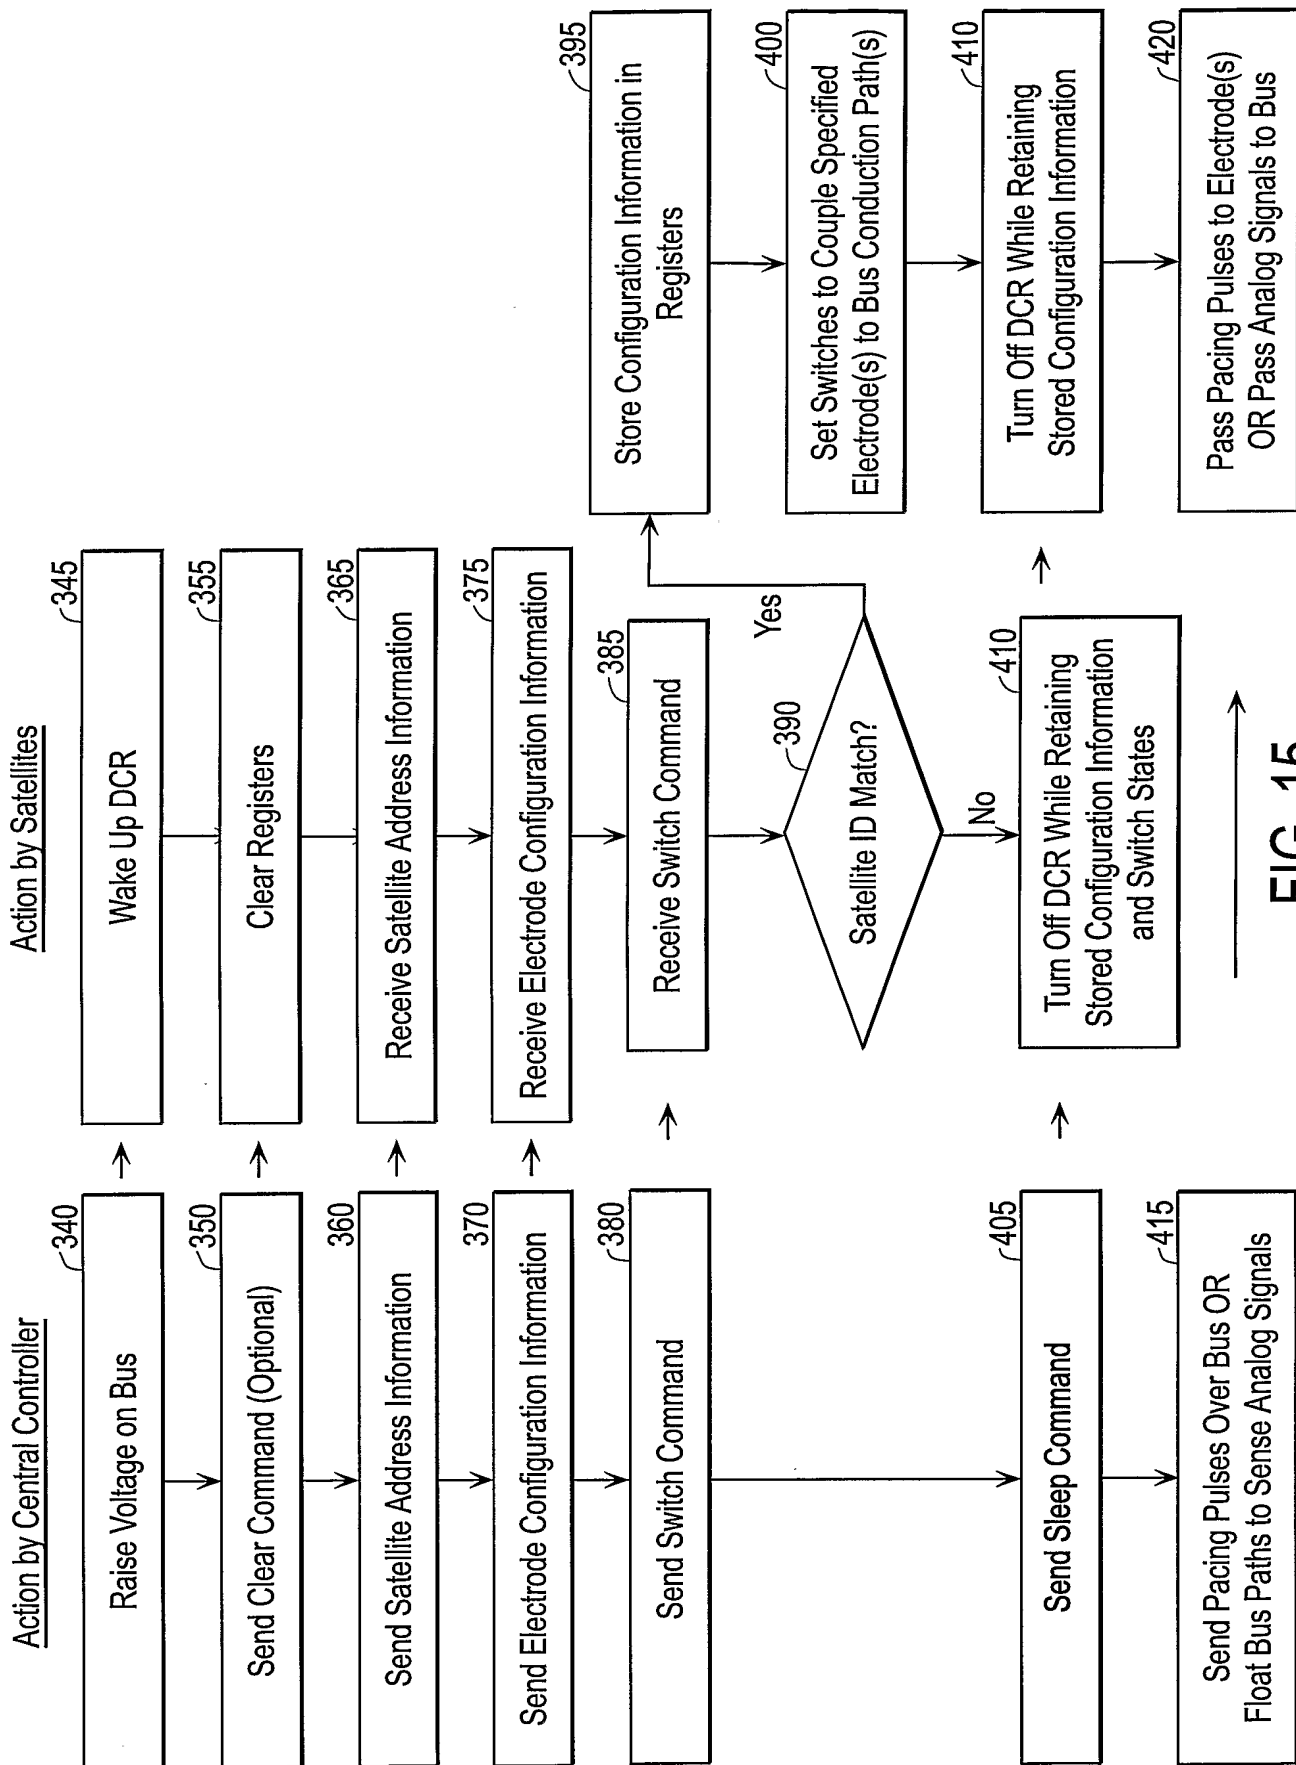 Action by Central Controller
340
Raise Voltage on Bus
350
Send Clear Command (Optional)
360
Send Satellite Address Information
370
Send Electrode Configuration Information
380
Send Switch Command
405
Send Sleep Command
415
Send Pacing Pulses Over Bus OR
Float Bus Paths to Sense Analog Signals
Action by Satellites
345
Wake Up DCR
355
Clear Registers
365
Receive Satellite Address Information
375
Receive Electrode Configuration Information
385
Receive Switch Command
390
Satellite ID Match?
Yes
No
410
Turn Off DCR While Retaining
Stored Configuration Information
and Switch States
395
Store Configuration Information in
Registers
400
Set Switches to Couple Specified
Electrode(s) to Bus Conduction Path(s)
410
Turn Off DCR While Retaining
Stored Configuration Information
420
Pass Pacing Pulses to Electrode(s)
OR Pass Analog Signals to Bus
FIG. 15